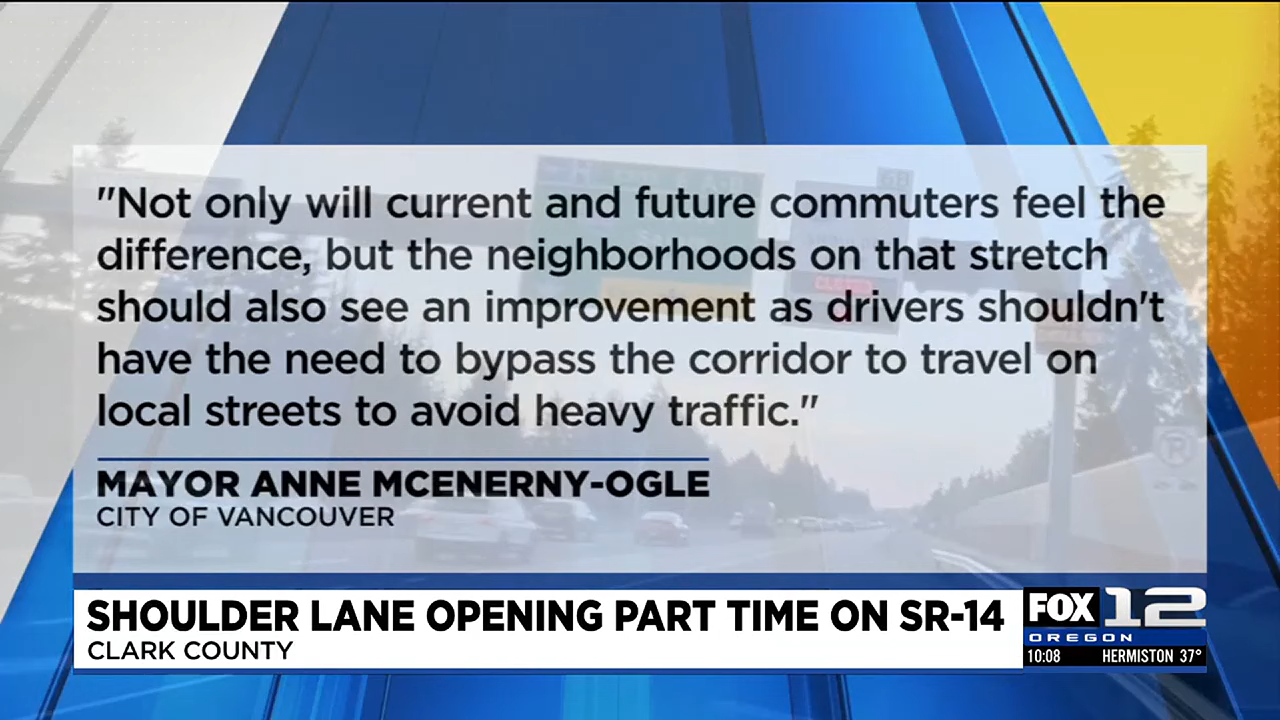 "Not only will current and future commuters feel the
difference, but the neighborhoods on that stretch
should also see an improvement as drivers shouldn't
have the need to bypass the corridor to travel on
local streets to avoid heavy traffic."
MAYOR ANNE MCENERNY-OGLE
CITY OF VANCOUVER
SHOULDER LANE OPENING PART TIME ON SR-14
CLARK COUNTY
FOX 12
OREGON
10:08 HERMISTON 37°
CLOSED